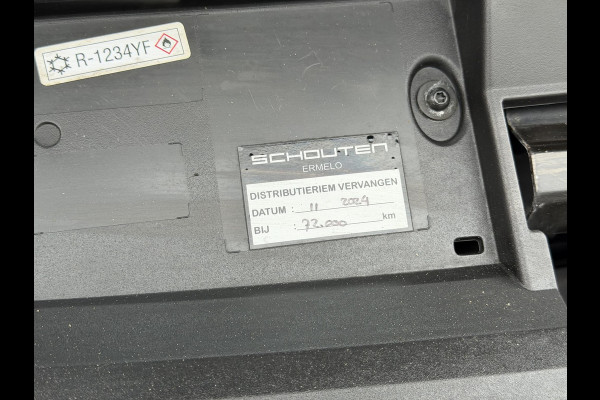 R-1234YF
SCHOUTEN
ERMELO
DISTRIBUTIERIEM VERVANGEN
DATUM : 11 2024
BIJ : 72.000 km